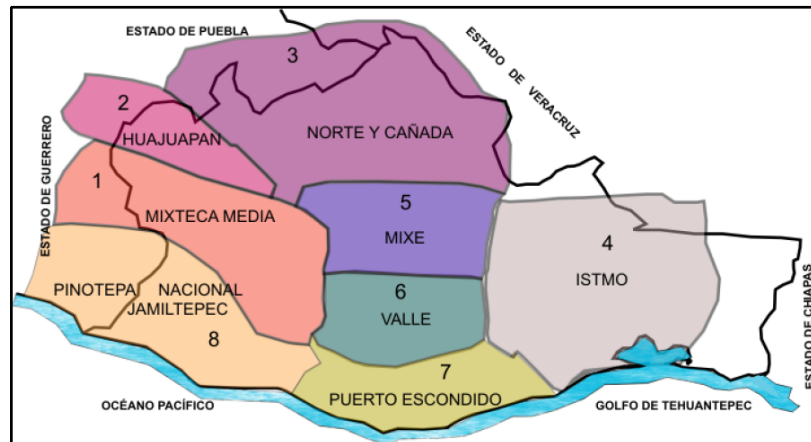 ESTADO DE PUEBLA
3
ESTADO DE VERACRUZ
2
HUAJUAPAN
NORTE Y CAÑADA
ESTADO DE GUERRERO
1
MIXTECA MEDIA
5
MIXE
4
ISTMO
PINOTEPA NACIONAL
JAMILTEPEC
6
VALLE
8
7
PUERTO ESCONDIDO
ESTADO DE CHIAPAS
OCÉANO PACÍFICO
GOLFO DE TEHUANTEPEC